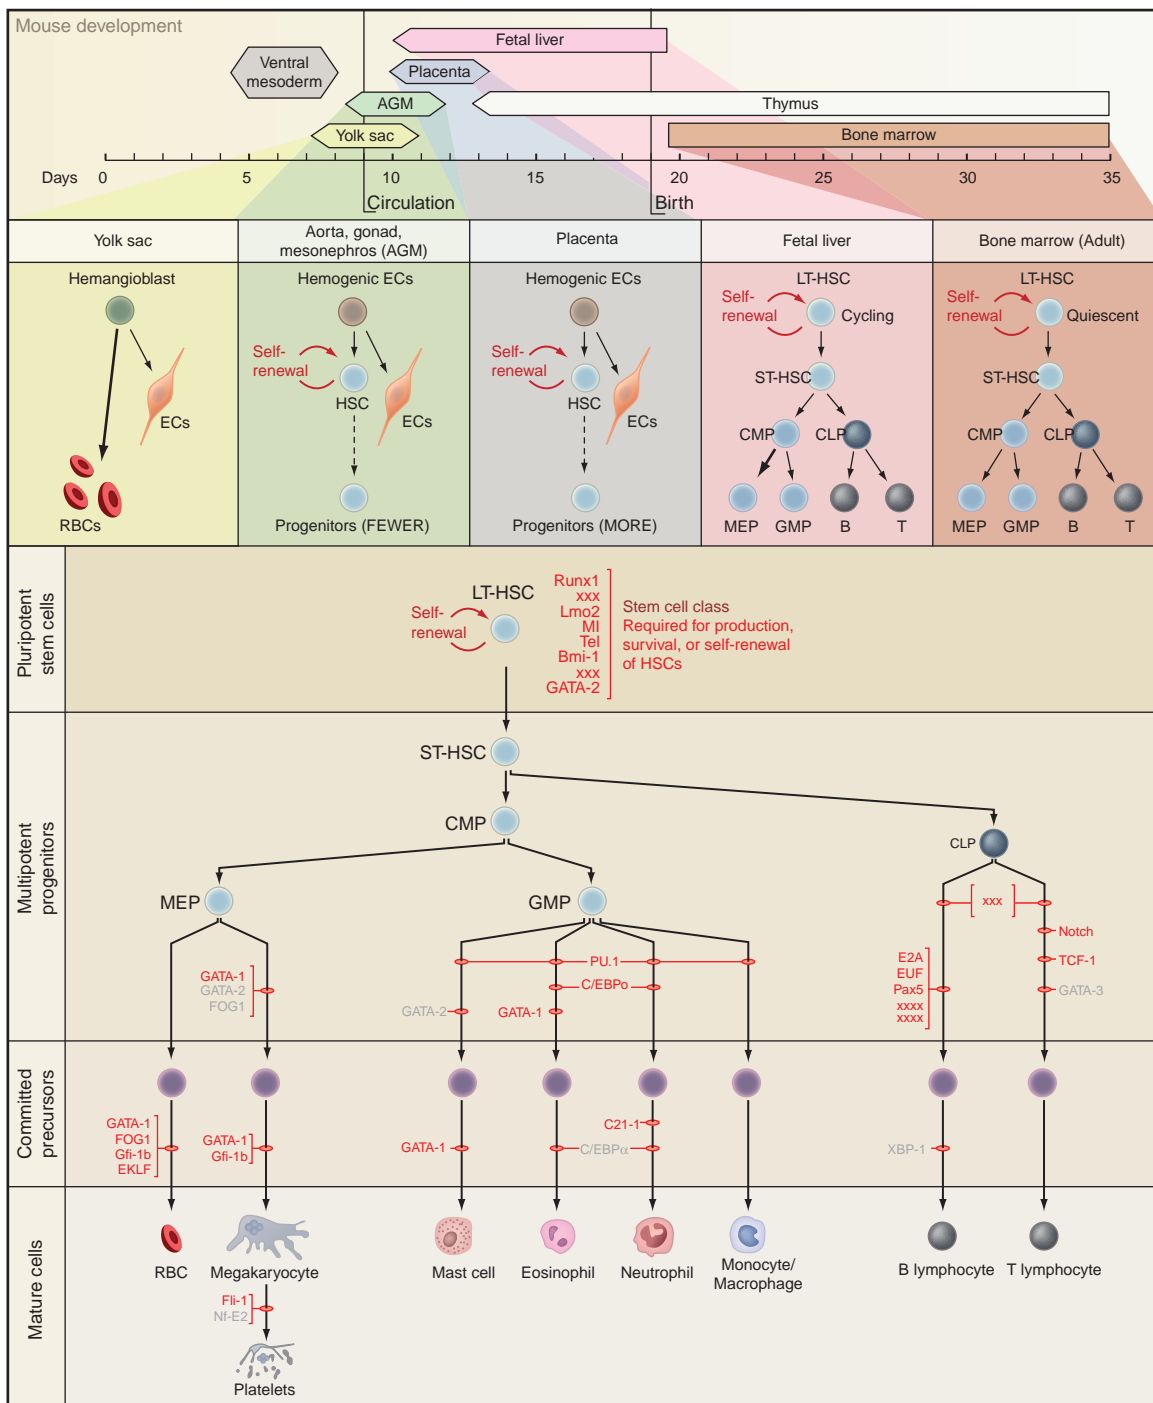 Mouse development
Fetal liver
Ventral
mesoderm
Placenta
AGM
Thymus
Yolk sac
Bone marrow
Days
0
5
10
15
20
25
30
35
Circulation
Birth
Yolk sac
Aorta, gonad,
mesonephros (AGM)
Placenta
Fetal liver
Bone marrow (Adult)
Hemangioblast
ECs
RBCs
Hemogenic ECs
Self-
renewal
HSC
ECs
Progenitors (FEWER)
Hemogenic ECs
Self-
renewal
HSC
ECs
Progenitors (MORE)
LT-HSC
Self-
renewal
Cycling
ST-HSC
CMP
CLP
MEP
GMP
B
T
LT-HSC
Self-
renewal
Quiescent
ST-HSC
CMP
CLP
MEP
GMP
B
T
Pluripotent
stem cells
LT-HSC
Self-
renewal
Runx1
xxx
Lmo2
MI
Tel
Bmi-1
xxx
GATA-2
Stem cell class
Required for production,
survival, or self-renewal
of HSCs
Multipotent
progenitors
ST-HSC
CMP
CLP
MEP
GMP
GATA-1
GATA-2
FOG1
PU.1
C/EBPo
GATA-2
GATA-1
xxx
E2A
EUF
Pax5
xxxx
xxxx
Notch
TCF-1
GATA-3
Committed
precursors
GATA-1
FOG1
Gfi-1b
EKLF
GATA-1
Gfi-1b
GATA-1
C21-1
C/EBPα
XBP-1
Mature cells
RBC
Megakaryocyte
Mast cell
Eosinophil
Neutrophil
Monocyte/
Macrophage
B lymphocyte
T lymphocyte
Fli-1
Nf-E2
Platelets